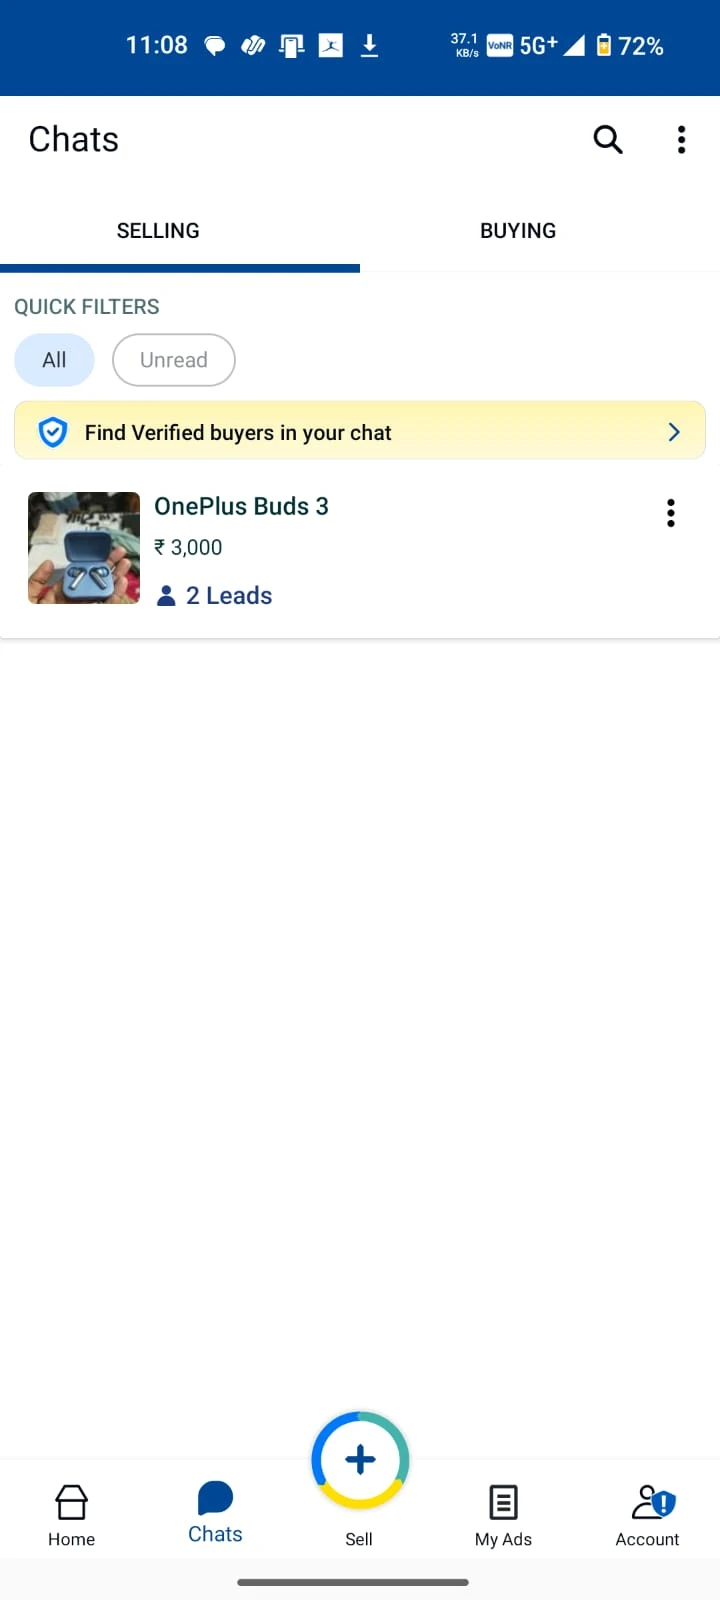 11:08 37.1 KB/s VoNR 5G+ 72%
Chats
SELLING BUYING
QUICK FILTERS
All Unread
Find Verified buyers in your chat
OnePlus Buds 3
₹ 3,000
2 Leads
Home Chats Sell My Ads Account